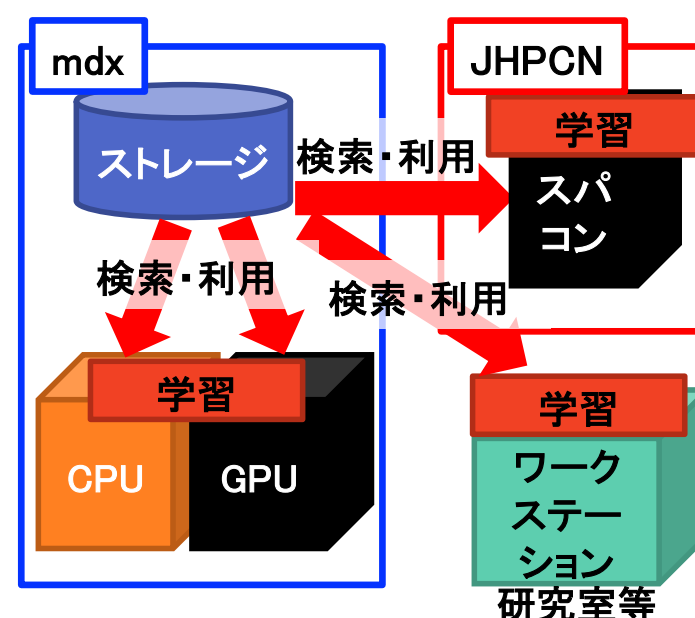 mdx
JHPCN
ストレージ
学習
検索・利用
スパ
コン
検索・利用
検索・利用
学習
学習
CPU
GPU
ワーク
ステー
ション
研究室等